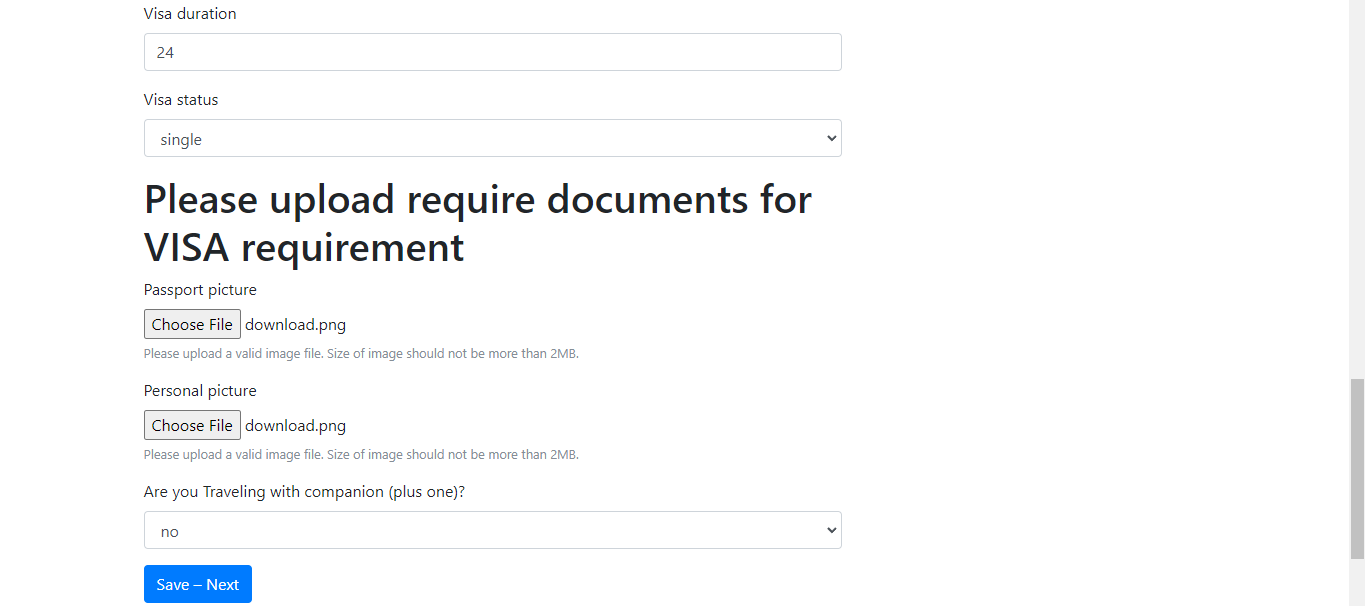 Visa duration
24
Visa status
single
Please upload require documents for
VISA requirement
Passport picture
Choose File download.png
Please upload a valid image file. Size of image should not be more than 2MB.
Personal picture
Choose File download.png
Please upload a valid image file. Size of image should not be more than 2MB.
Are you Traveling with companion (plus one)?
no
Save – Next